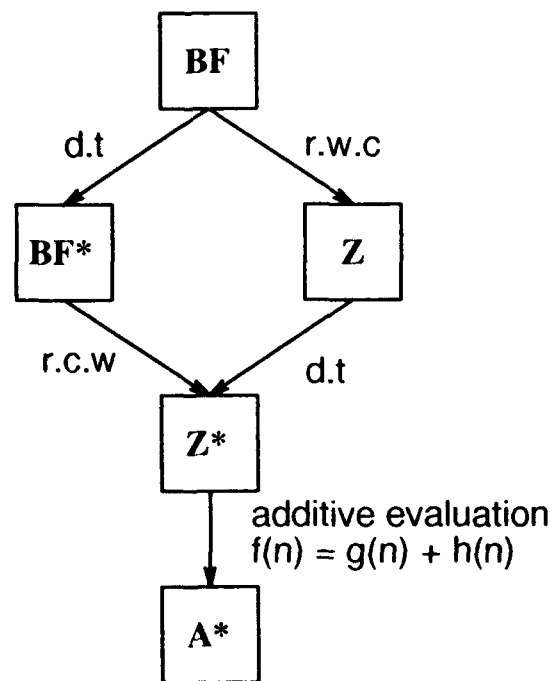 BF
d.t
r.w.c
BF*
Z
r.c.w
d.t
Z*
additive evaluation
f(n) = g(n) + h(n)
A*